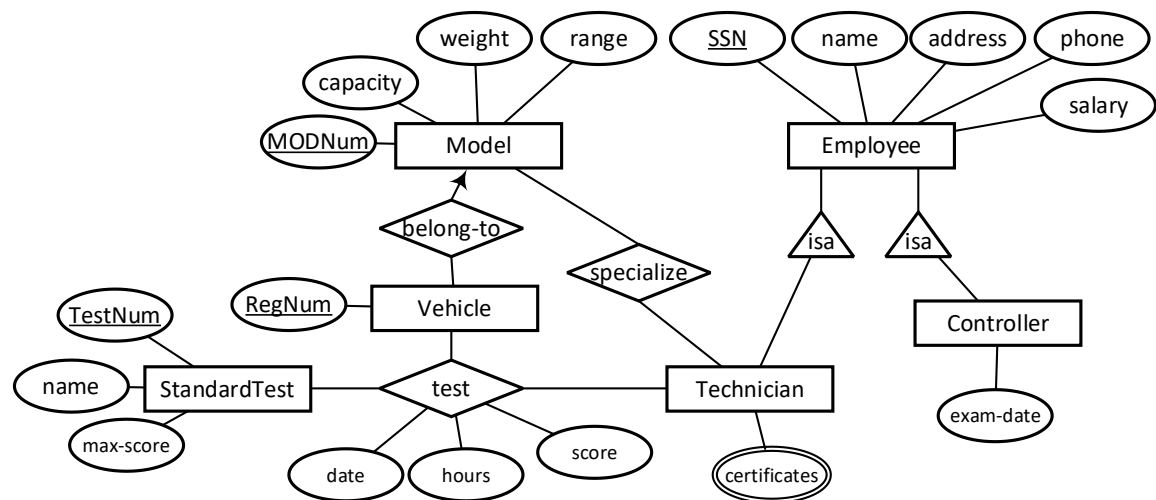 weight
range
SSN
name
address
phone
capacity
salary
MODNum
Model
Employee
belong-to
isa
isa
specialize
TestNum
RegNum
Vehicle
Controller
name
StandardTest
test
Technician
max-score
exam-date
score
date
hours
certificates